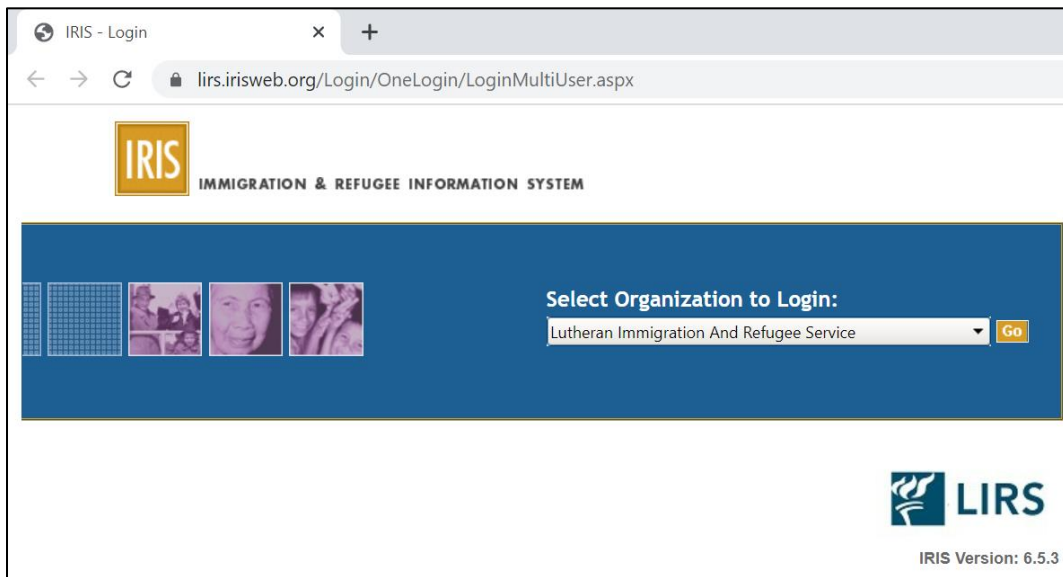 IRIS - Login
lirs.irisweb.org/Login/OneLogin/LoginMultiUser.aspx
IRIS
IMMIGRATION & REFUGEE INFORMATION SYSTEM
Select Organization to Login:
Lutheran Immigration And Refugee Service
Go
LIRS
IRIS Version: 6.5.3